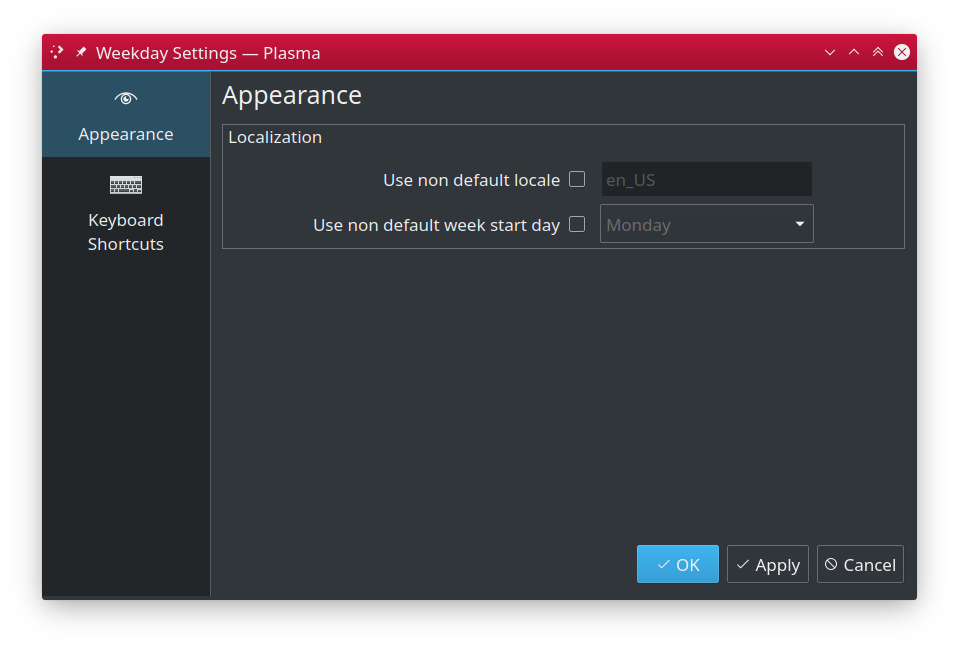 Weekday Settings — Plasma
Appearance
Keyboard
Shortcuts
Appearance
Localization
Use non default locale
en_US
Use non default week start day
Monday
OK
Apply
Cancel